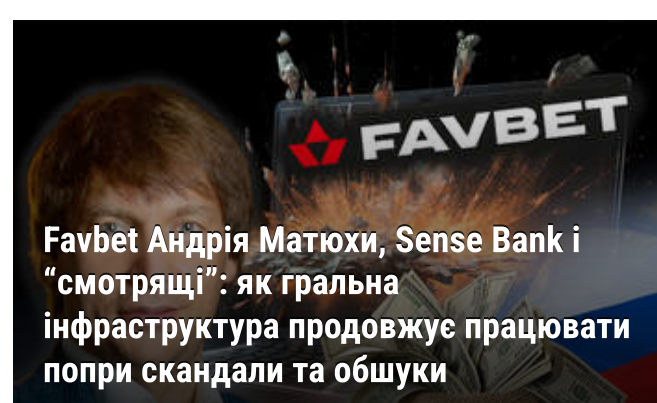 FAVBET
Favbet Андрія Матюхи, Sense Bank і
“смотрящі”: як гральна
інфраструктура продовжує працювати
попри скандали та обшуки